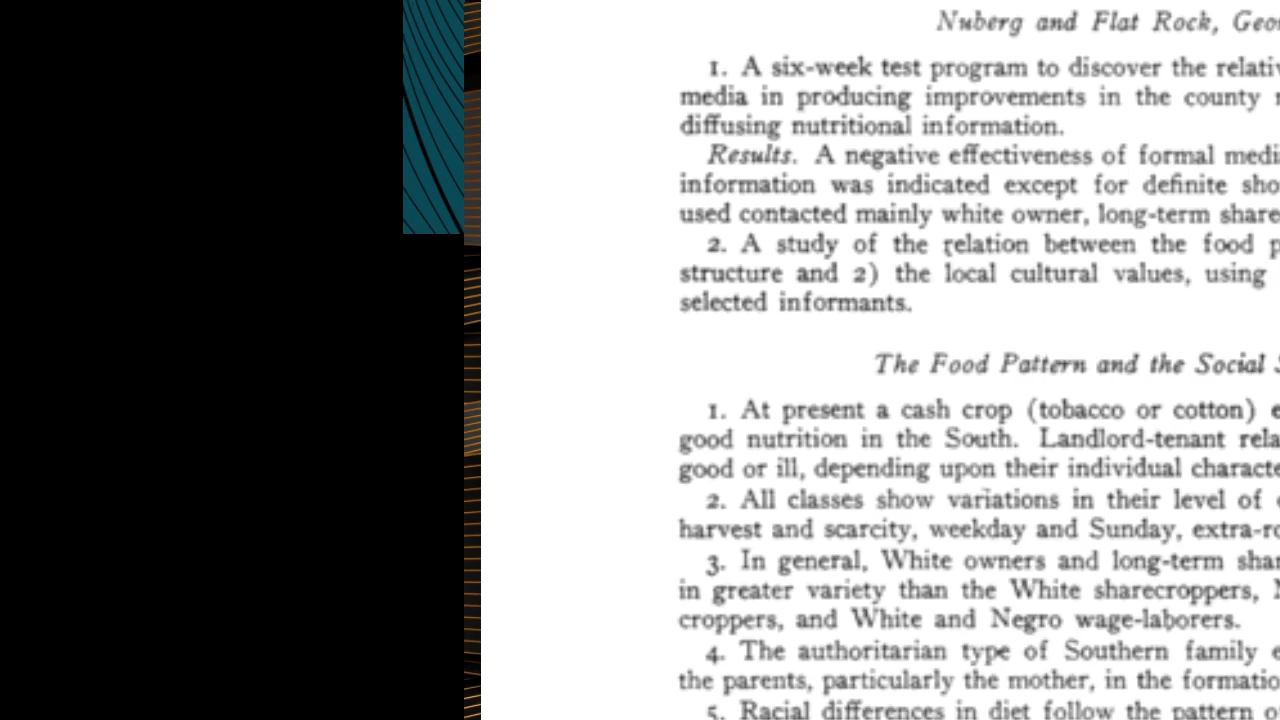 Nuberg and Flat Rock, Geor
1. A six-week test program to discover the relativ
media in producing improvements in the county n
diffusing nutritional information.
Results. A negative effectiveness of formal medi
information was indicated except for definite sho
used contacted mainly white owner, long-term share
2. A study of the relation between the food p
structure and 2) the local cultural values, using
selected informants.
The Food Pattern and the Social S
1. At present a cash crop (tobacco or cotton) e
good nutrition in the South. Landlord-tenant rela
good or ill, depending upon their individual characte
2. All classes show variations in their level of
harvest and scarcity, weekday and Sunday, extra-ro
3. In general, White owners and long-term shar
in greater variety than the White sharecroppers,
croppers, and White and Negro wage-laborers.
4. The authoritarian type of Southern family e
the parents, particularly the mother, in the formatio
5. Racial differences in diet follow the pattern o